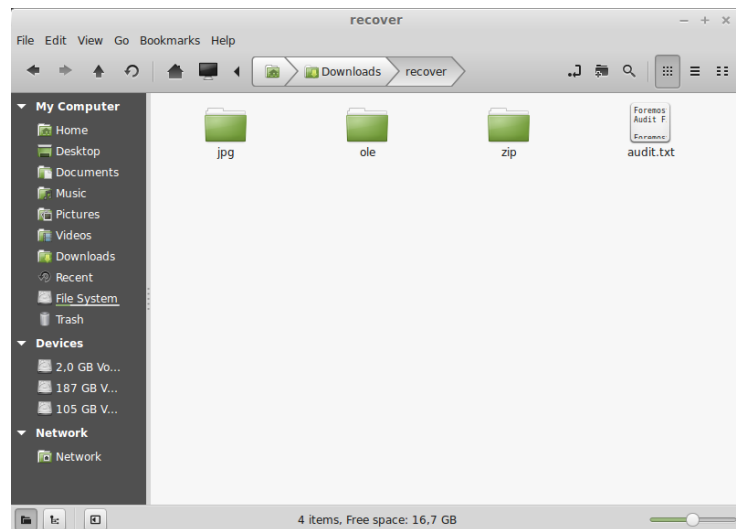 recover
File Edit View Go Bookmarks Help
Downloads recover
My Computer
Home
Desktop
Documents
Music
Pictures
Videos
Downloads
Recent
File System
Trash
Devices
2,0 GB Vo...
187 GB V...
105 GB V...
Network
Network
Foremos
Audit F
Foremos
jpg ole zip audit.txt
4 items, Free space: 16,7 GB